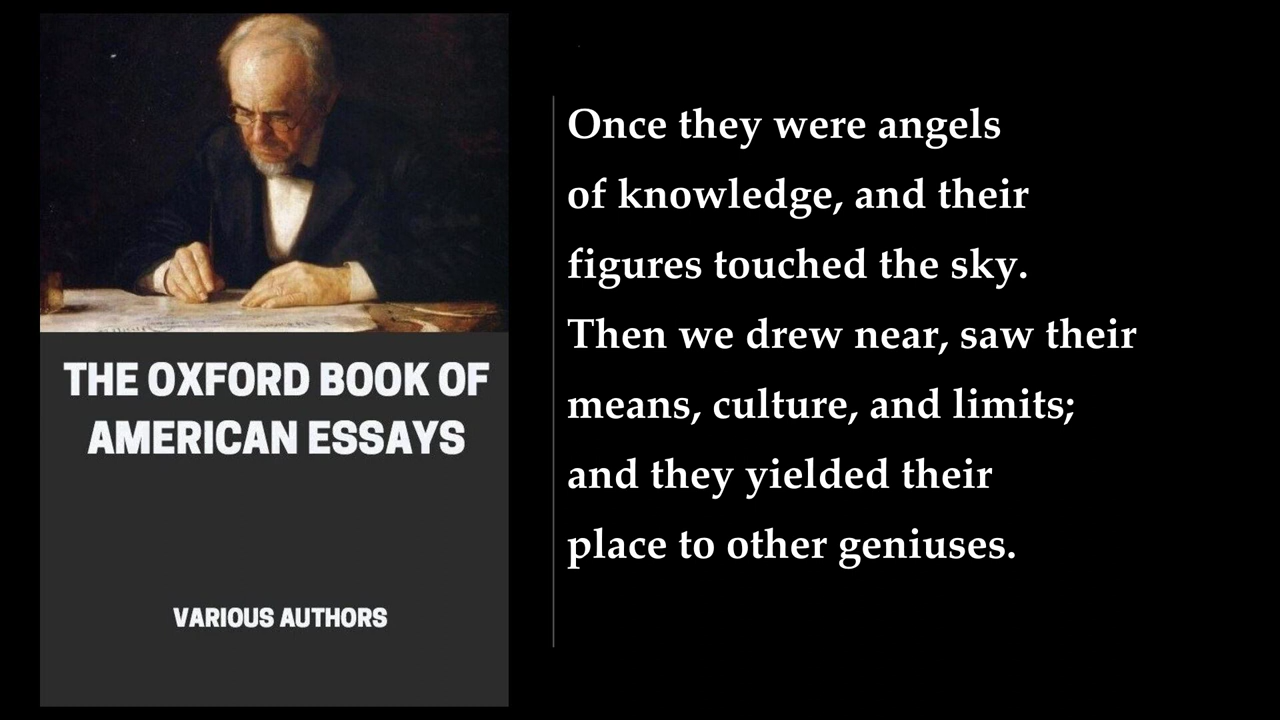 THE OXFORD BOOK OF
AMERICAN ESSAYS
VARIOUS AUTHORS
Once they were angels
of knowledge, and their
figures touched the sky.
Then we drew near, saw their
means, culture, and limits;
and they yielded their
place to other geniuses.